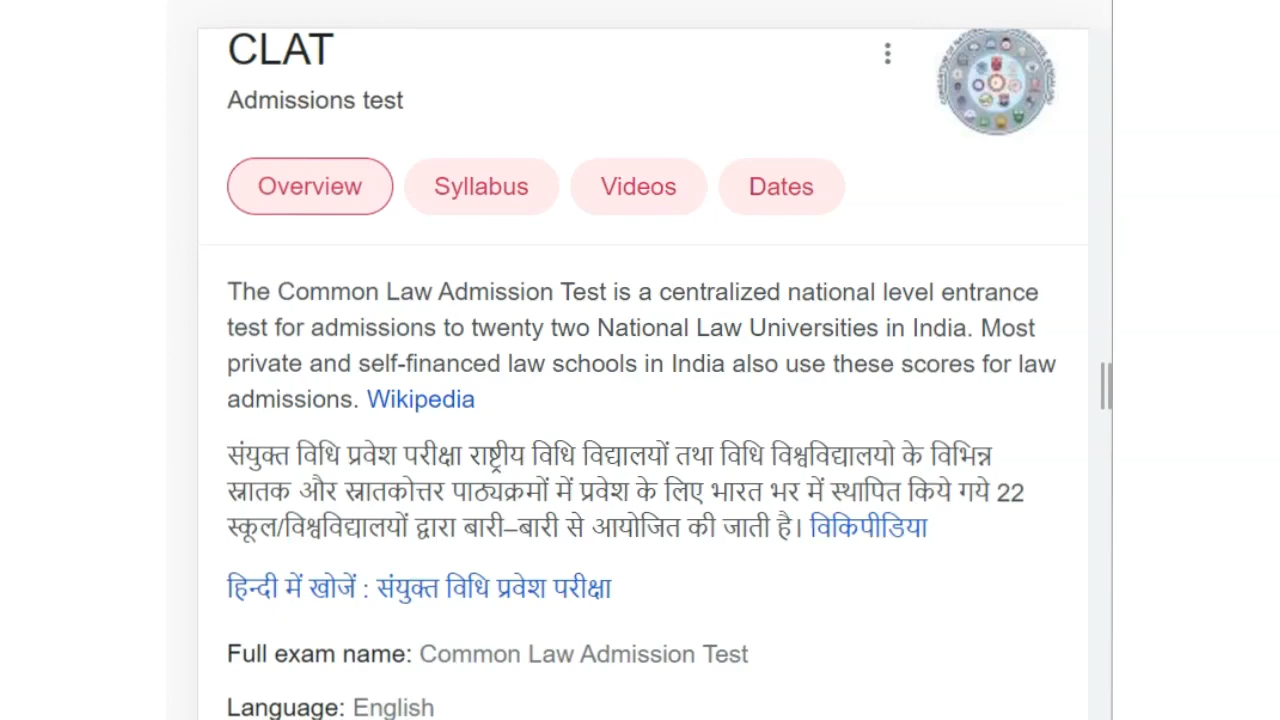 CLAT
Admissions test
Overview Syllabus Videos Dates
The Common Law Admission Test is a centralized national level entrance
test for admissions to twenty two National Law Universities in India. Most
private and self-financed law schools in India also use these scores for law
admissions. Wikipedia
संयुक्त विधि प्रवेश परीक्षा राष्ट्रीय विधि विद्यालयों तथा विधि विश्वविद्यालयो के विभिन्न
स्नातक और स्नातकोत्तर पाठ्यक्रमों में प्रवेश के लिए भारत भर में स्थापित किये गये 22
स्कूल/विश्वविद्यालयों द्वारा बारी–बारी से आयोजित की जाती है। विकिपीडिया
हिन्दी में खोजें : संयुक्त विधि प्रवेश परीक्षा
Full exam name: Common Law Admission Test
Language: English